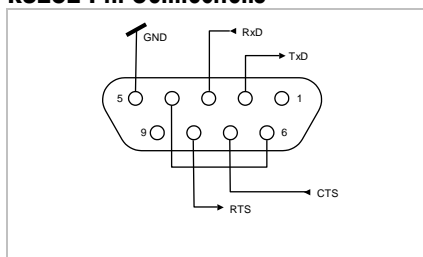 RS232 Pin Connections
GND
RxD
TxD
5
1
9
6
CTS
RTS